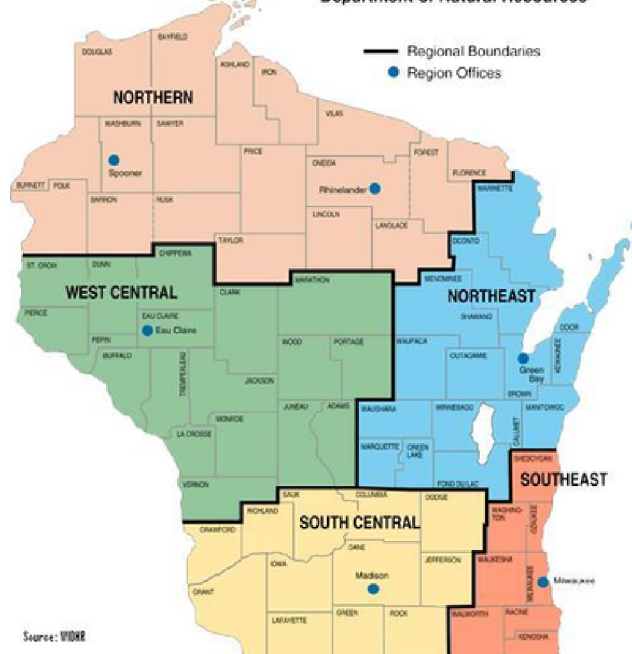 Department of Natural Resources
Regional Boundaries
Region Offices
BAYFIELD
DOUGLAS
ASHLAND
IRON
NORTHERN
VILAS
WASHBURN
SAWYER
PRICE
FOREST
ONEIDA
FLORENCE
Spooner
BURNETT
POLK
Rhinelander
MARINETTE
BARRON
RUSK
LINCOLN
LANGLADE
TAYLOR
OCONTO
CHIPPEWA
ST. CROIX
DUNN
MARATHON
MENOMINEE
WEST CENTRAL
CLARK
NORTHEAST
PIERCE
EAU CLAIRE
SHAWANO
Eau Claire
DOOR
PEPIN
WOOD
PORTAGE
WAUPACA
KEWAUNEE
BUFFALO
OUTAGAMIE
TREMPEALEAU
Green
Bay
JACKSON
BROWN
JUNEAU
ADAMS
WAUSHARA
WINNEBAGO
MANITOWOC
MONROE
CALUMET
LA CROSSE
MARQUETTE
GREEN
LAKE
SHEBOYGAN
VERNON
FOND DU LAC
SOUTHEAST
SAUK
COLUMBIA
DODGE
RICHLAND
WASHING-
TON
OZAUKEE
SOUTH CENTRAL
CRAWFORD
DANE
IOWA
JEFFERSON
WAUKESHA
Madison
MILWAUKEE
Milwaukee
GRANT
GREEN
ROCK
WALWORTH
RACINE
LAFAYETTE
KENOSHA
Source: WIDNR